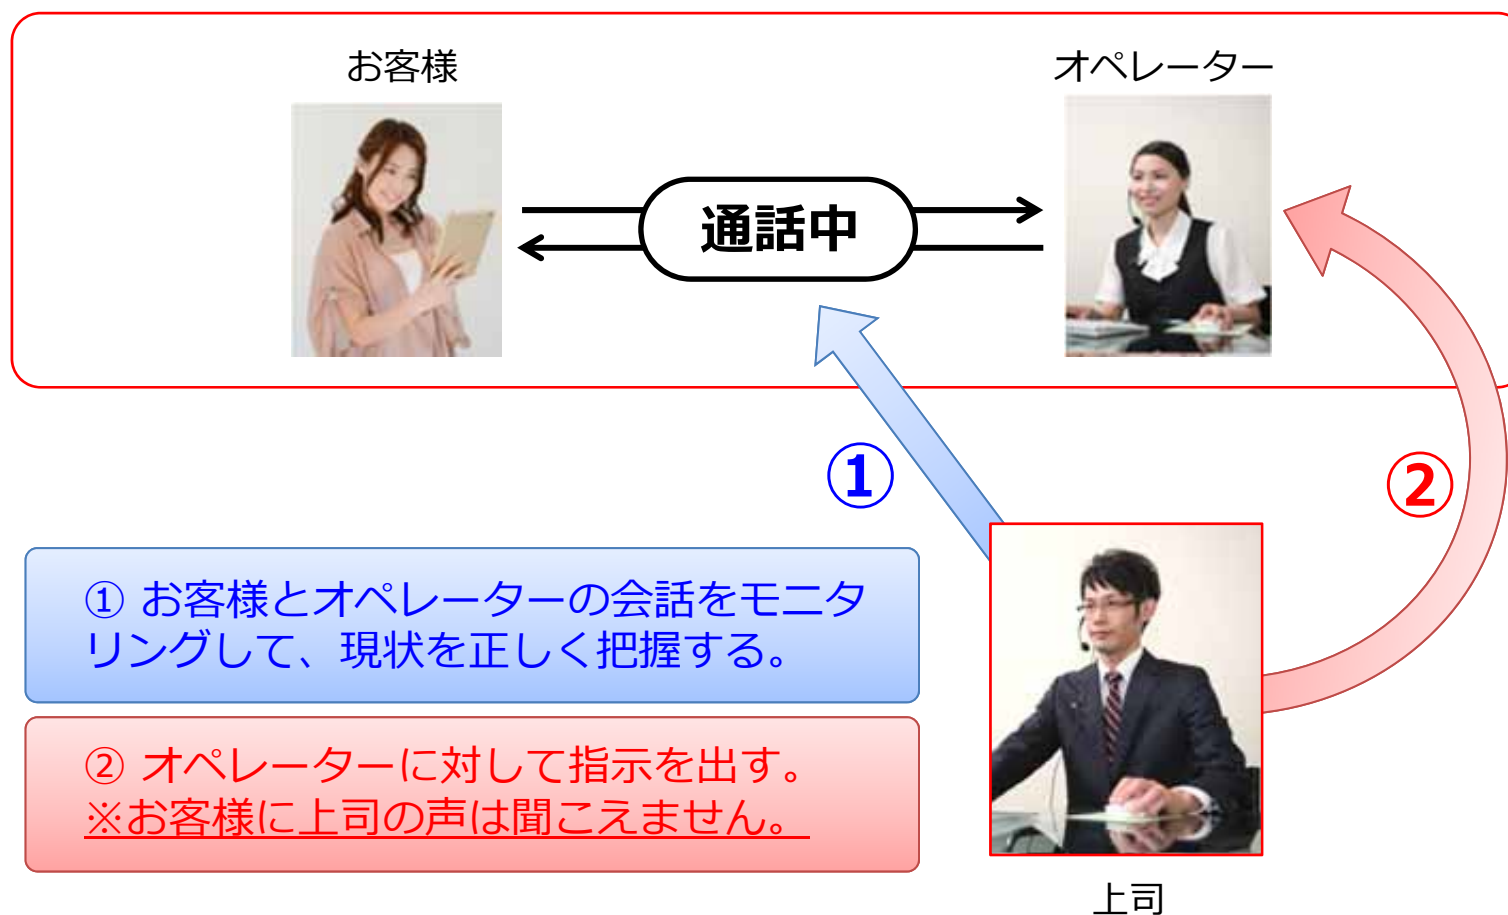 お客様
オペレーター
通話中
①
②
① お客様とオペレーターの会話をモニタ
リングして、現状を正しく把握する。
② オペレーターに対して指示を出す。
※お客様に上司の声は聞こえません。
上司